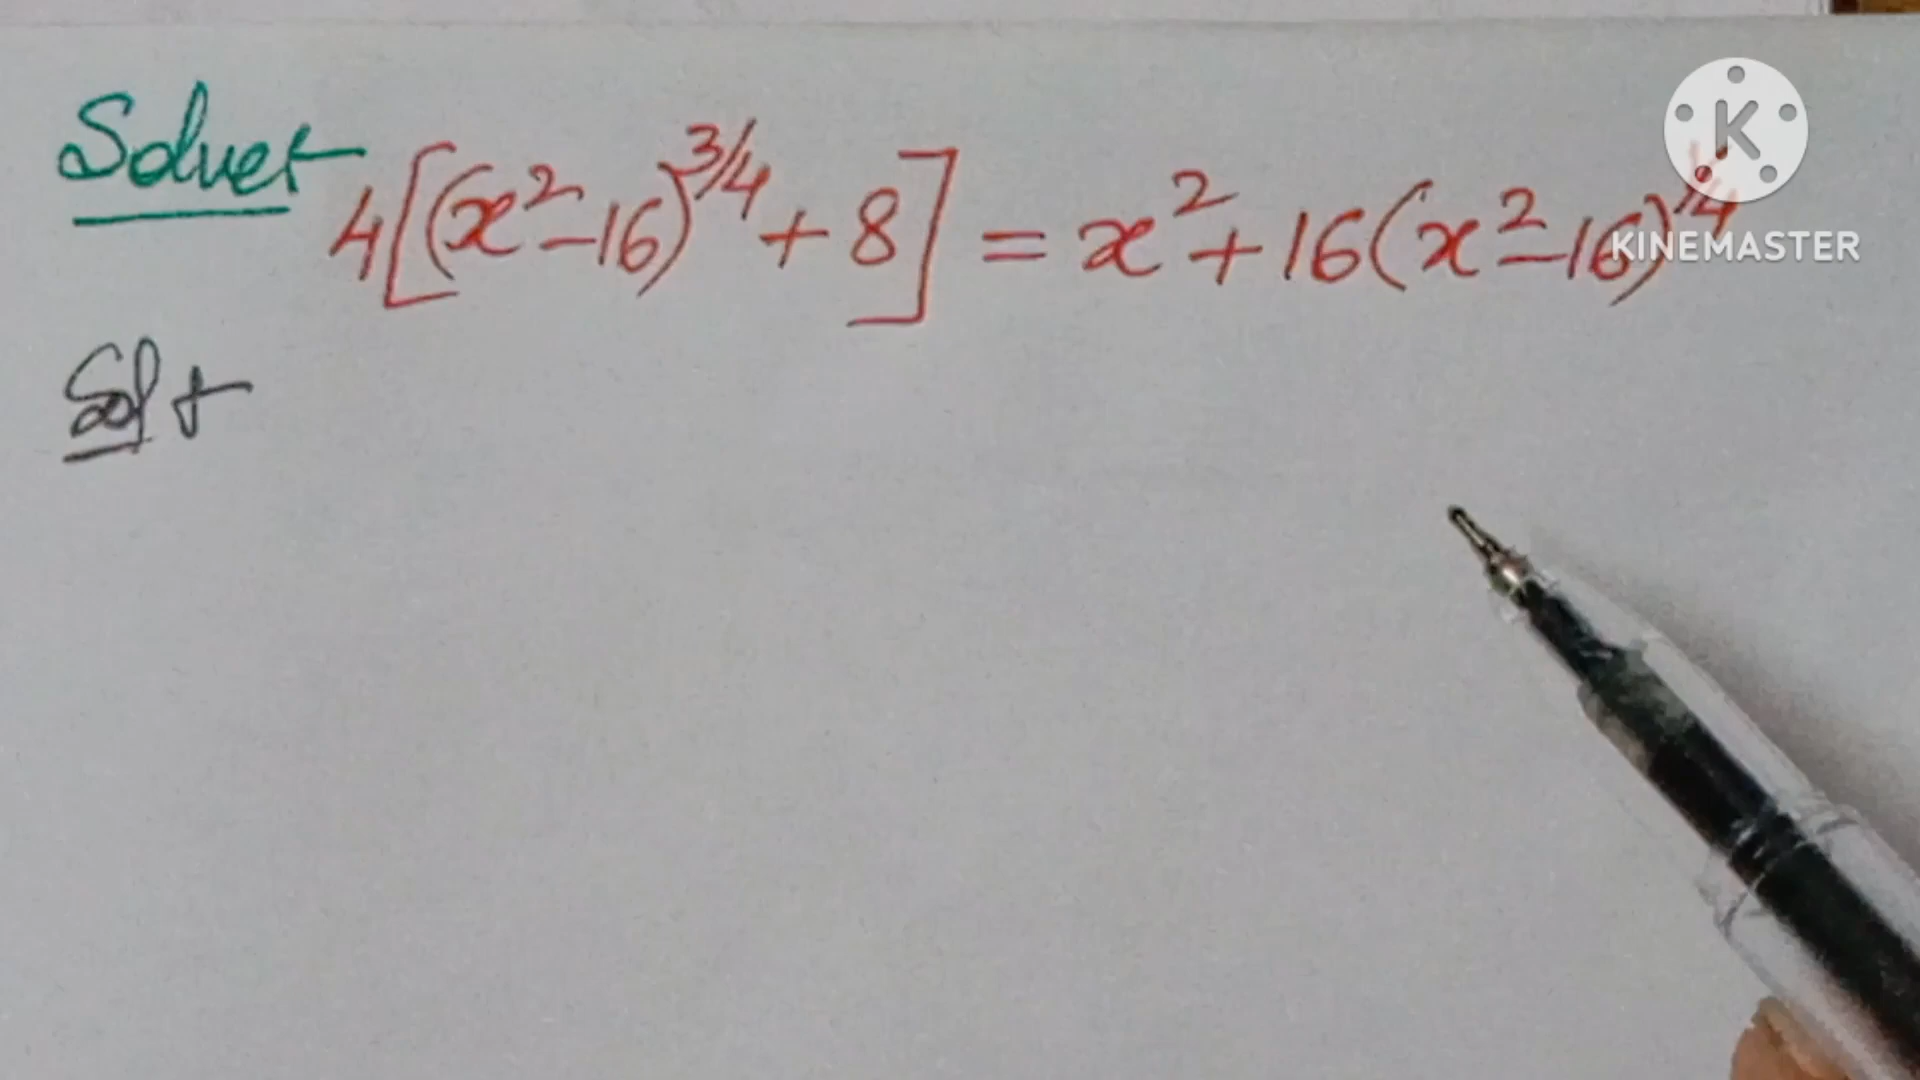 Solve:- 4[(x²-16)^3/4 + 8] = x² + 16(x²-16)^1/4
Sol:-
K
KINEMASTER